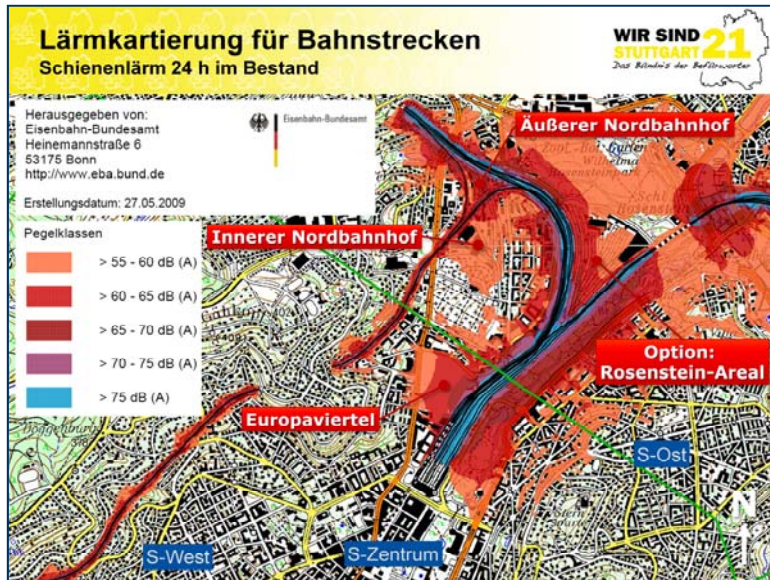 Lärmkartierung für Bahnstrecken
Schienenlärm 24 h im Bestand
WIR SIND
STUTTGART 21
Das Bündnis der Befürworter
Herausgegeben von:
Eisenbahn-Bundesamt
Heinemannstraße 6
53175 Bonn
http://www.eba.bund.de
Erstellungsdatum: 27.05.2009
Eisenbahn-Bundesamt
Pegelklassen
> 55 - 60 dB (A)
> 60 - 65 dB (A)
> 65 - 70 dB (A)
> 70 - 75 dB (A)
> 75 dB (A)
Äußerer Nordbahnhof
Wilhelma
Rosensteinpark
Innerer Nordbahnhof
Option:
Rosenstein-Areal
Europaviertel
S-Ost
S-West
S-Zentrum
N